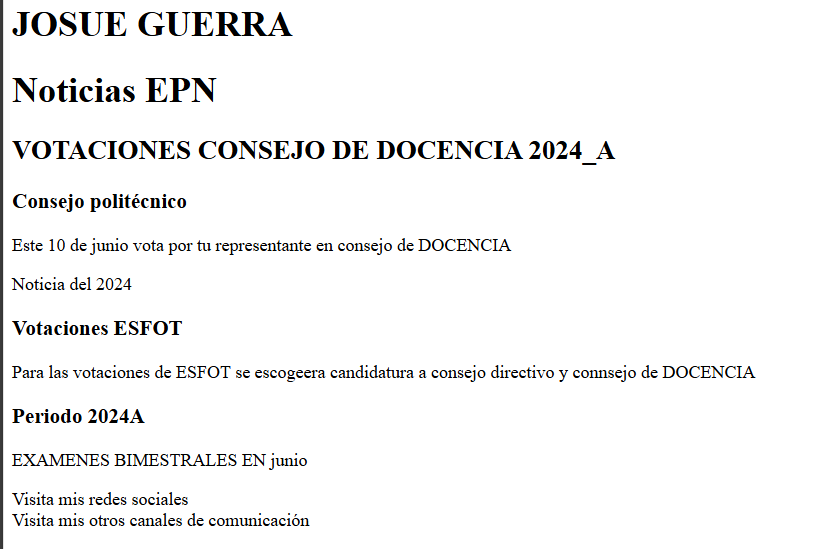 JOSUE GUERRA
Noticias EPN
VOTACIONES CONSEJO DE DOCENCIA 2024_A
Consejo politécnico
Este 10 de junio vota por tu representante en consejo de DOCENCIA
Noticia del 2024
Votaciones ESFOT
Para las votaciones de ESFOT se escogeera candidatura a consejo directivo y connsejo de DOCENCIA
Periodo 2024A
EXAMENES BIMESTRALES EN junio
Visita mis redes sociales
Visita mis otros canales de comunicación